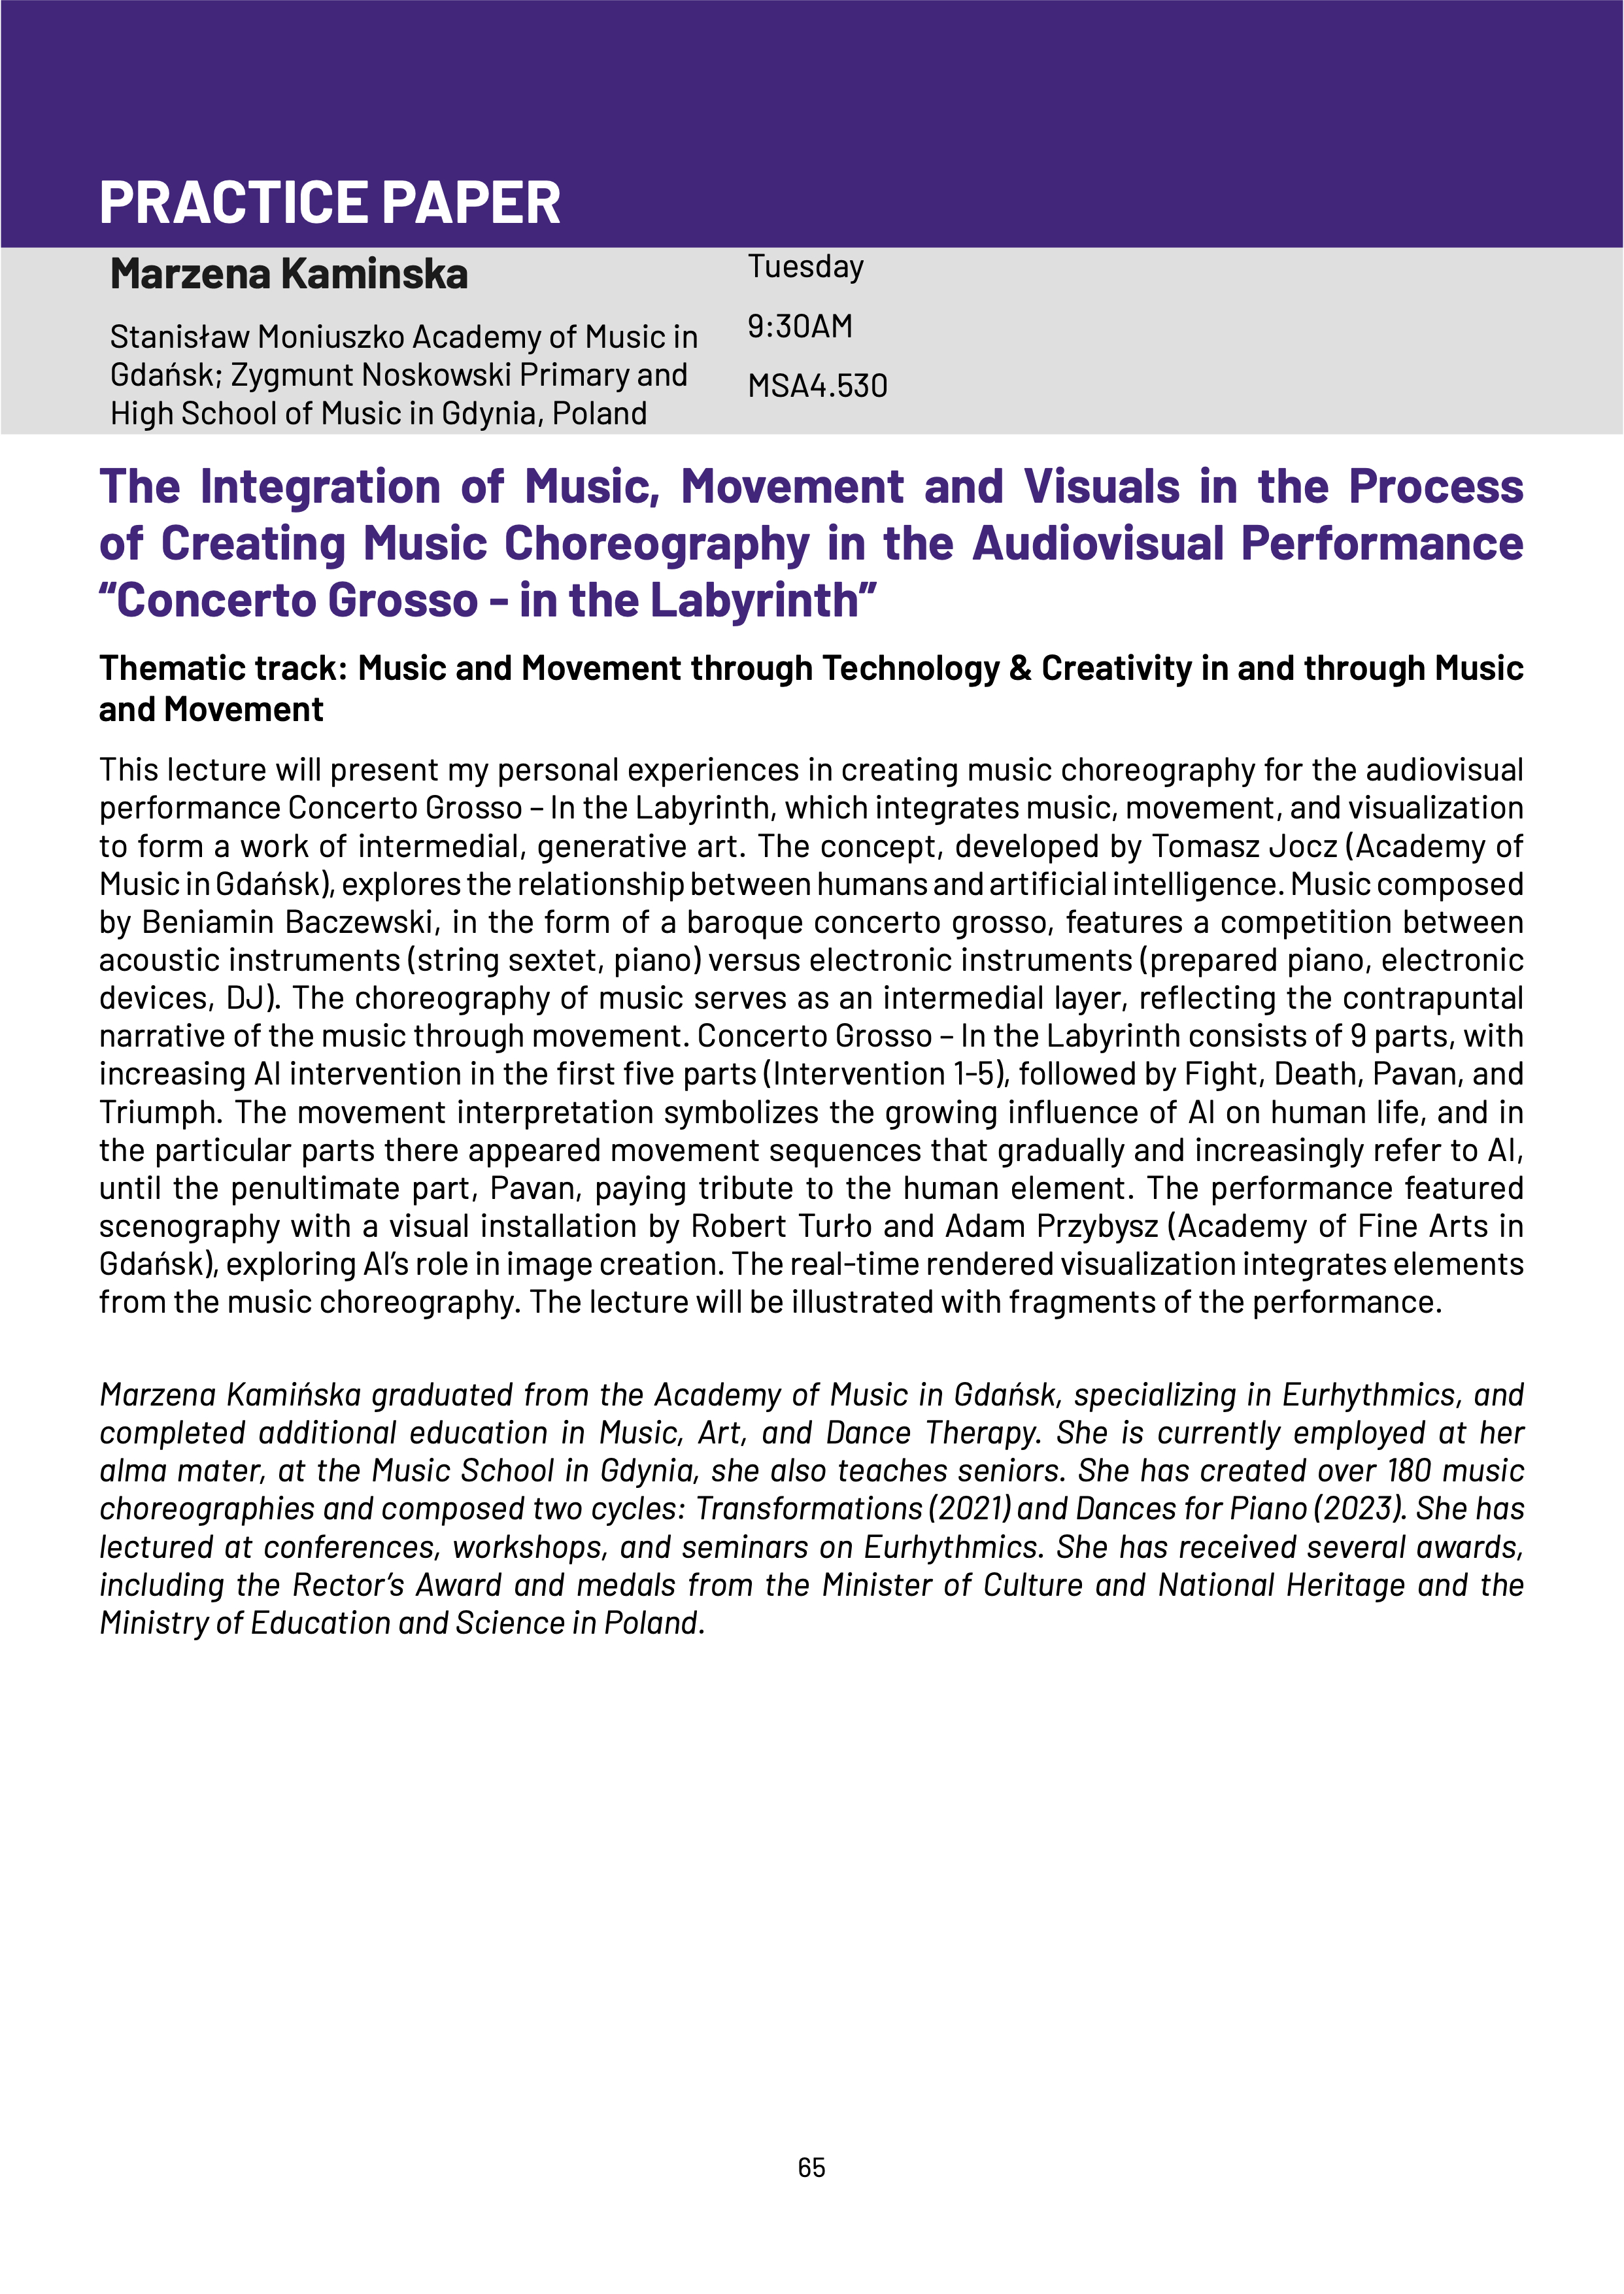 PRACTICE PAPER
Marzena Kaminska
Stanisław Moniuszko Academy of Music in
Gdańsk; Zygmunt Noskowski Primary and
High School of Music in Gdynia, Poland
Tuesday
9:30AM
MSA4.530
The Integration of Music, Movement and Visuals in the Process
of Creating Music Choreography in the Audiovisual Performance
“Concerto Grosso - in the Labyrinth”
Thematic track: Music and Movement through Technology & Creativity in and through Music
and Movement
This lecture will present my personal experiences in creating music choreography for the audiovisual
performance Concerto Grosso – In the Labyrinth, which integrates music, movement, and visualization
to form a work of intermedial, generative art. The concept, developed by Tomasz Jocz (Academy of
Music in Gdańsk), explores the relationship between humans and artificial intelligence. Music composed
by Beniamin Baczewski, in the form of a baroque concerto grosso, features a competition between
acoustic instruments (string sextet, piano) versus electronic instruments (prepared piano, electronic
devices, DJ). The choreography of music serves as an intermedial layer, reflecting the contrapuntal
narrative of the music through movement. Concerto Grosso – In the Labyrinth consists of 9 parts, with
increasing AI intervention in the first five parts (Intervention 1-5), followed by Fight, Death, Pavan, and
Triumph. The movement interpretation symbolizes the growing influence of AI on human life, and in
the particular parts there appeared movement sequences that gradually and increasingly refer to AI,
until the penultimate part, Pavan, paying tribute to the human element. The performance featured
scenography with a visual installation by Robert Turło and Adam Przybysz (Academy of Fine Arts in
Gdańsk), exploring AI’s role in image creation. The real-time rendered visualization integrates elements
from the music choreography. The lecture will be illustrated with fragments of the performance.
Marzena Kamińska graduated from the Academy of Music in Gdańsk, specializing in Eurhythmics, and
completed additional education in Music, Art, and Dance Therapy. She is currently employed at her
alma mater, at the Music School in Gdynia, she also teaches seniors. She has created over 180 music
choreographies and composed two cycles: Transformations (2021) and Dances for Piano (2023). She has
lectured at conferences, workshops, and seminars on Eurhythmics. She has received several awards,
including the Rector’s Award and medals from the Minister of Culture and National Heritage and the
Ministry of Education and Science in Poland.
65